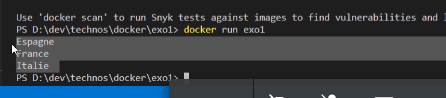 Use 'docker scan' to run Snyk tests against images to find vulnerabilities and
PS D:\dev\technos\docker\exo1> docker run exo1
Espagne
France
Italie
PS D:\dev\technos\docker\exo1>